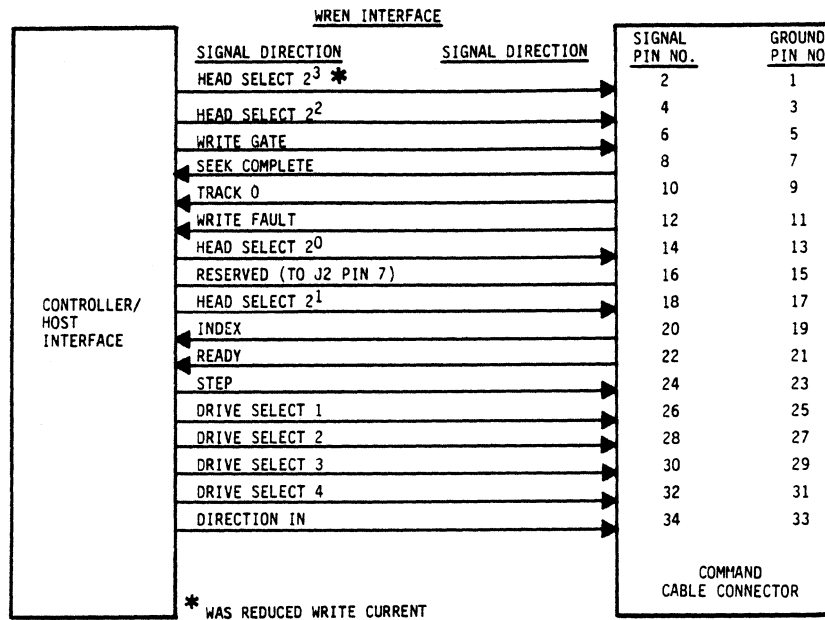 WREN INTERFACE
SIGNAL DIRECTION SIGNAL DIRECTION SIGNAL PIN NO. GROUND PIN NO
HEAD SELECT 2³ * 2 1
HEAD SELECT 2² 4 3
WRITE GATE 6 5
SEEK COMPLETE 8 7
TRACK 0 10 9
WRITE FAULT 12 11
HEAD SELECT 2⁰ 14 13
RESERVED (TO J2 PIN 7) 16 15
HEAD SELECT 2¹ 18 17
INDEX 20 19
READY 22 21
STEP 24 23
DRIVE SELECT 1 26 25
DRIVE SELECT 2 28 27
DRIVE SELECT 3 30 29
DRIVE SELECT 4 32 31
DIRECTION IN 34 33
CONTROLLER/
HOST
INTERFACE
COMMAND
CABLE CONNECTOR
* WAS REDUCED WRITE CURRENT